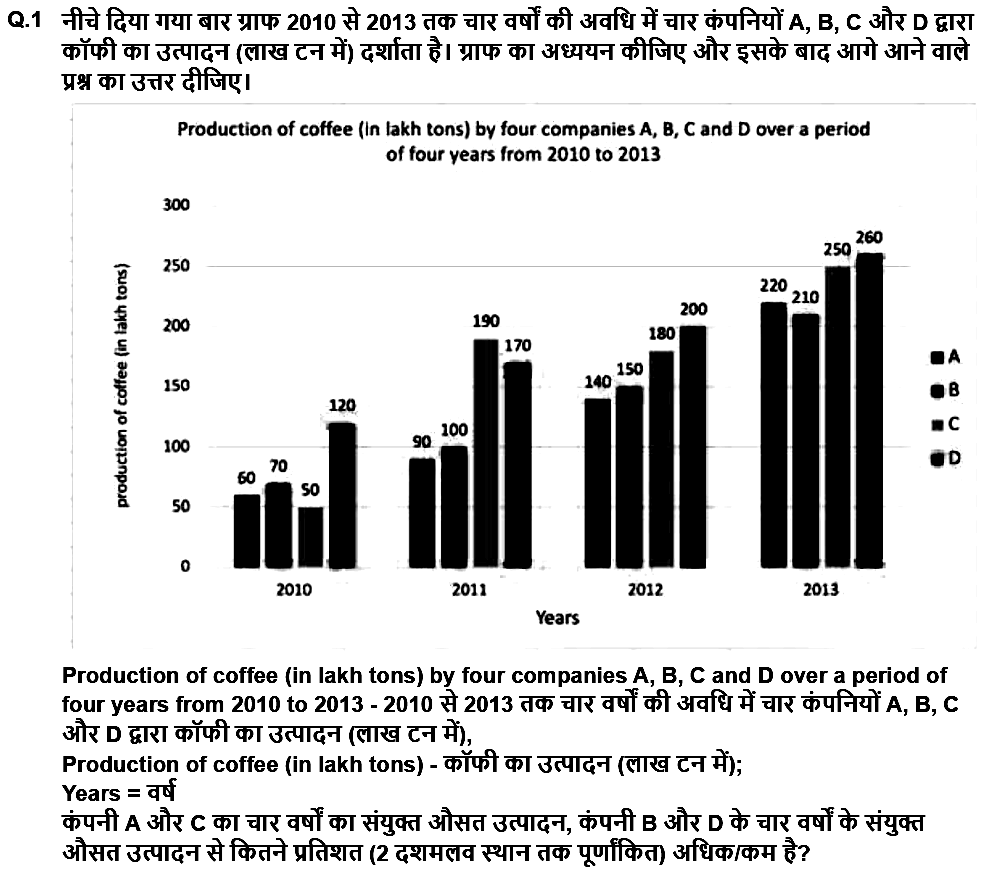 Q.1 नीचे दिया गया बार ग्राफ 2010 से 2013 तक चार वर्षों की अवधि में चार कंपनियों A, B, C और D द्वारा
कॉफी का उत्पादन (लाख टन में) दर्शाता है। ग्राफ का अध्ययन कीजिए और इसके बाद आगे आने वाले
प्रश्न का उत्तर दीजिए।
Production of coffee (in lakh tons) by four companies A, B, C and D over a period
of four years from 2010 to 2013
production of coffee (in lakh tons)
300
250
200
150
100
50
0
60 70 50 120
90 100 190 170
140 150 180 200
220 210 250 260
2010 2011 2012 2013
Years
A
B
C
D
Production of coffee (in lakh tons) by four companies A, B, C and D over a period of
four years from 2010 to 2013 - 2010 से 2013 तक चार वर्षों की अवधि में चार कंपनियों A, B, C
और D द्वारा कॉफी का उत्पादन (लाख टन में),
Production of coffee (in lakh tons) - कॉफी का उत्पादन (लाख टन में);
Years = वर्ष
कंपनी A और C का चार वर्षों का संयुक्त औसत उत्पादन, कंपनी B और D के चार वर्षों के संयुक्त
औसत उत्पादन से कितने प्रतिशत (2 दशमलव स्थान तक पूर्णांकित) अधिक/कम है?